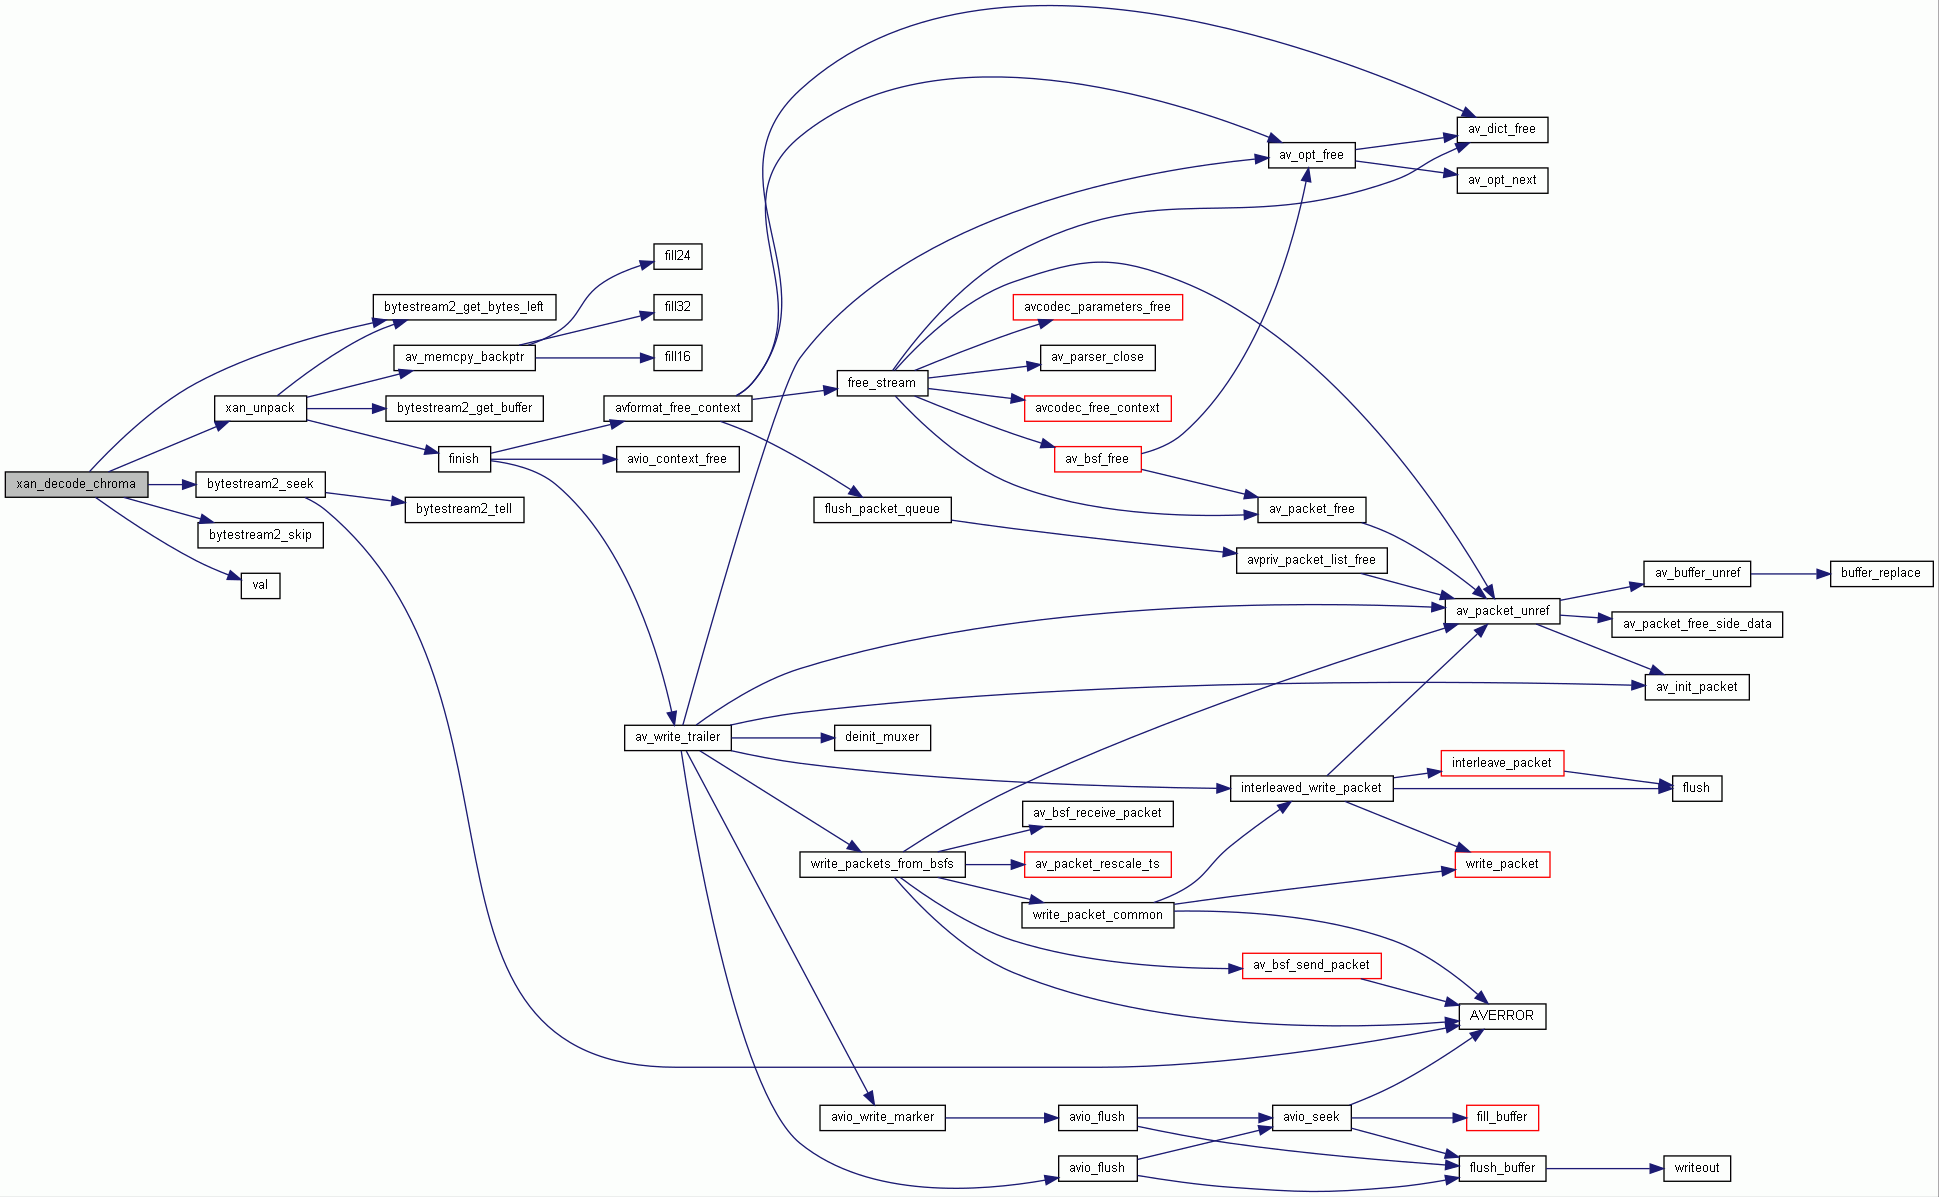 xan_decode_chroma
bytestream2_get_bytes_left
xan_unpack
bytestream2_seek
bytestream2_skip
val
av_memcpy_backptr
bytestream2_get_buffer
finish
bytestream2_tell
fill24
fill32
fill16
avformat_free_context
avio_context_free
av_write_trailer
free_stream
flush_packet_queue
deinit_muxer
write_packets_from_bsfs
avio_write_marker
avcodec_parameters_free
av_parser_close
avcodec_free_context
av_bsf_free
av_bsf_receive_packet
av_packet_rescale_ts
write_packet_common
avio_flush
avio_flush
av_opt_free
av_packet_free
avpriv_packet_list_free
interleaved_write_packet
av_bsf_send_packet
avio_seek
av_dict_free
av_opt_next
av_packet_unref
interleave_packet
write_packet
AVERROR
fill_buffer
flush_buffer
av_buffer_unref
av_packet_free_side_data
av_init_packet
flush
writeout
buffer_replace